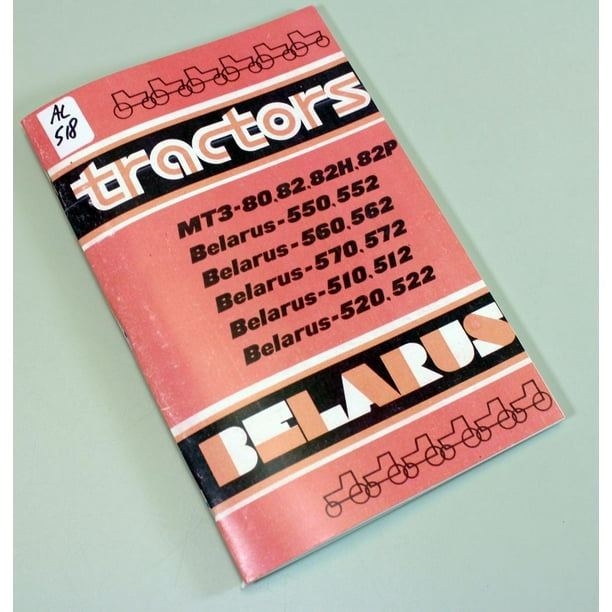 AL
518
tractors
MT3-80,82,82H,82P
Belarus-550,552
Belarus-560,562
Belarus-570,572
Belarus-510,512
Belarus-520,522
BELARUS